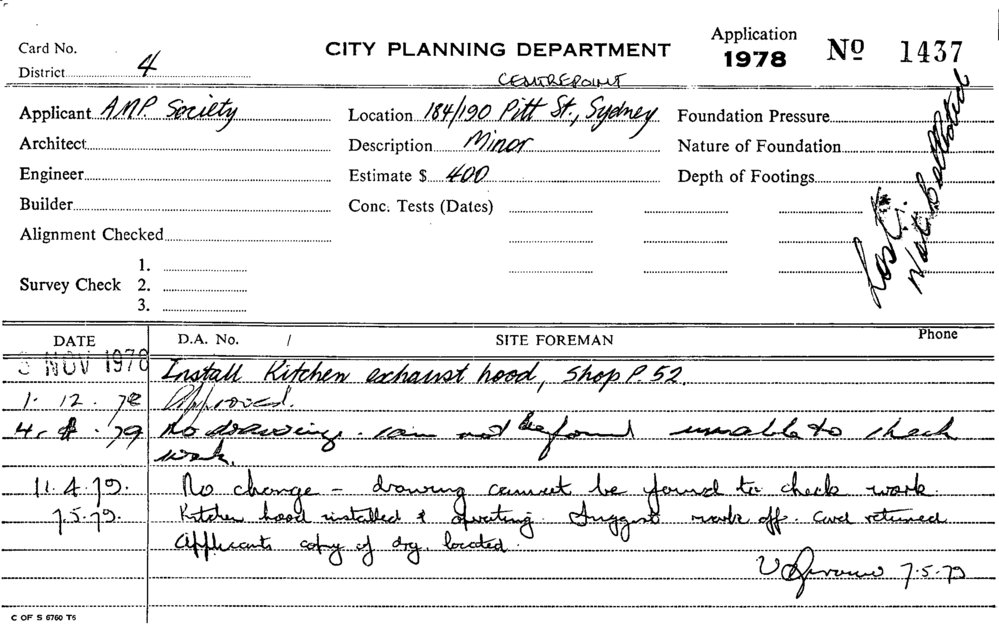 Card No.
CITY PLANNING DEPARTMENT
Application
1978
Nº 1437
District 4
CENTREPOINT
Applicant A.M.P. Society
Location 184/190 Pitt St., Sydney
Foundation Pressure
Architect
Description Minor
Nature of Foundation
Engineer
Estimate $ 400
Depth of Footings
Builder
Conc. Tests (Dates)
Alignment Checked
Survey Check
1.
2.
3.
Lost.
Not
DATE
D.A. No. /
SITE FOREMAN
Phone
NOV 1978
Install Kitchen exhaust hood, Shop P.52.
1. 12. 78 Approved.
No drawings. can not be found unable to check
work.
11.4.79. No change - drawing cannot be found to check work.
7.5.79. Kitchen hood installed & operating. Suggest mark off. Card returned
Applicants copy of drg. located.
7.5.79
C OF S 6760 T6